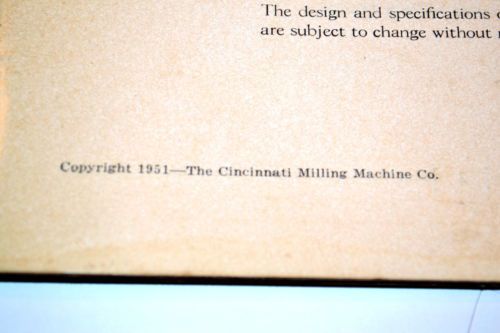 The design and specifications
are subject to change without
Copyright 1951—The Cincinnati Milling Machine Co.